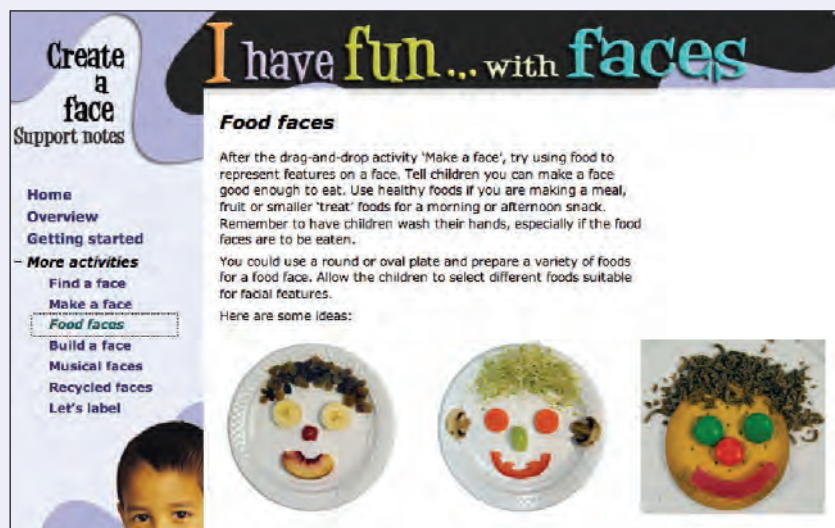 Create
a
face
Support notes
I have fun... with faces
Home
Overview
Getting started
– More activities
Find a face
Make a face
Food faces
Build a face
Musical faces
Recycled faces
Let's label
Food faces
After the drag-and-drop activity 'Make a face', try using food to
represent features on a face. Tell children you can make a face
good enough to eat. Use healthy foods if you are making a meal,
fruit or smaller 'treat' foods for a morning or afternoon snack.
Remember to have children wash their hands, especially if the food
faces are to be eaten.
You could use a round or oval plate and prepare a variety of foods
for a food face. Allow the children to select different foods suitable
for facial features.
Here are some ideas: